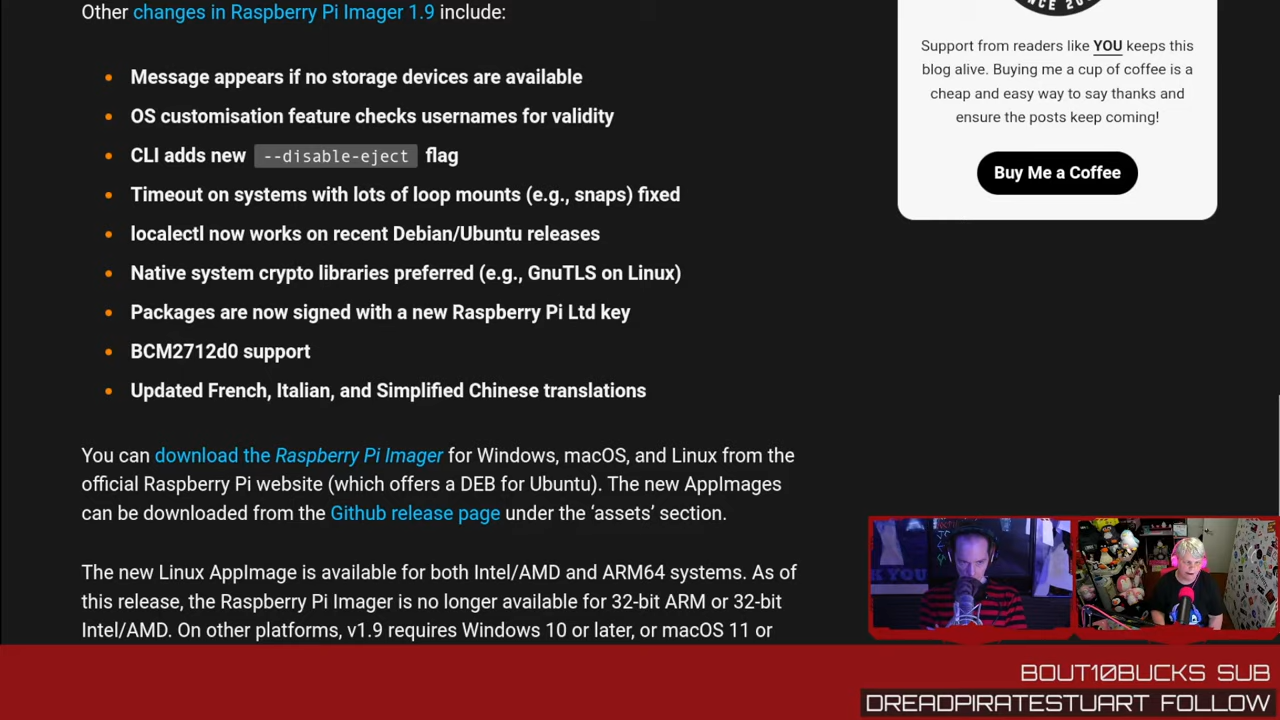 Other changes in Raspberry Pi Imager 1.9 include:
Message appears if no storage devices are available
OS customisation feature checks usernames for validity
CLI adds new --disable-eject flag
Timeout on systems with lots of loop mounts (e.g., snaps) fixed
localectl now works on recent Debian/Ubuntu releases
Native system crypto libraries preferred (e.g., GnuTLS on Linux)
Packages are now signed with a new Raspberry Pi Ltd key
BCM2712d0 support
Updated French, Italian, and Simplified Chinese translations
You can download the Raspberry Pi Imager for Windows, macOS, and Linux from the
official Raspberry Pi website (which offers a DEB for Ubuntu). The new AppImages
can be downloaded from the Github release page under the ‘assets’ section.
The new Linux AppImage is available for both Intel/AMD and ARM64 systems. As of
this release, the Raspberry Pi Imager is no longer available for 32-bit ARM or 32-bit
Intel/AMD. On other platforms, v1.9 requires Windows 10 or later, or macOS 11 or
Support from readers like YOU keeps this
blog alive. Buying me a cup of coffee is a
cheap and easy way to say thanks and
ensure the posts keep coming!
Buy Me a Coffee
BOUT10BUCKS SUB
DREADPIRATESTUART FOLLOW